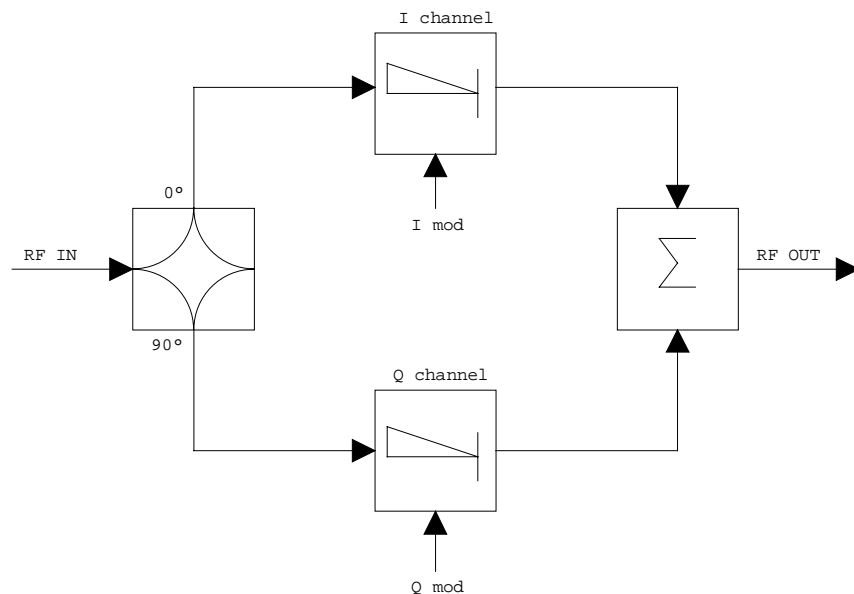 I channel
I mod
0°
RF IN
90°
Σ
RF OUT
Q channel
Q mod